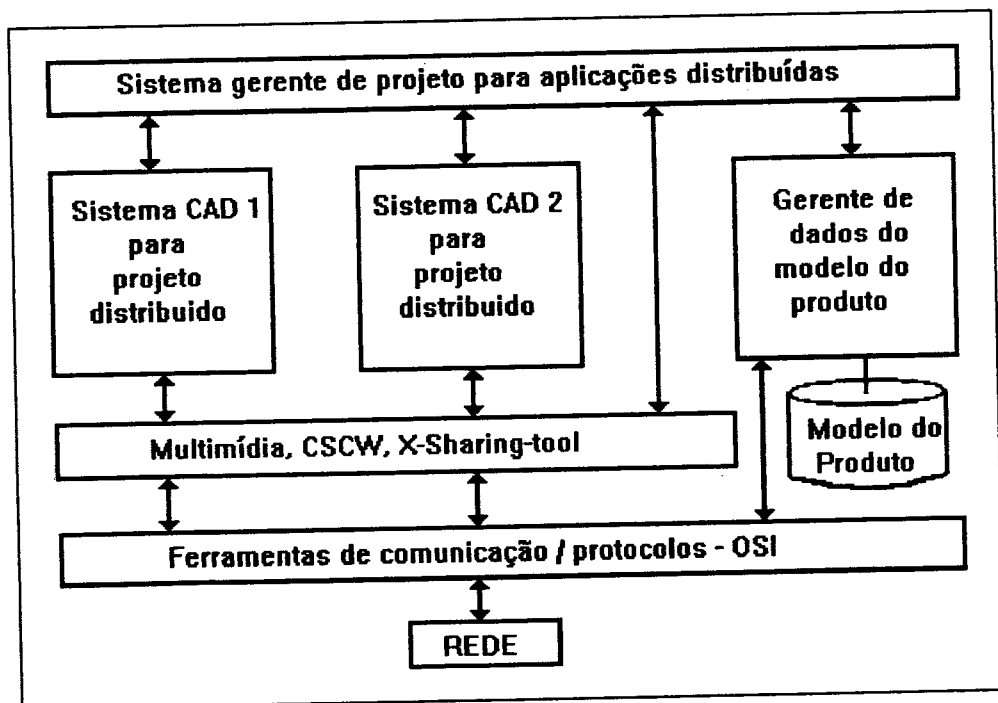 Sistema gerente de projeto para aplicações distribuídas
Sistema CAD 1
para
projeto
distribuido
Sistema CAD 2
para
projeto
distribuido
Gerente de
dados do
modelo do
produto
Modelo do
Produto
Multimídia, CSCW, X-Sharing-tool
Ferramentas de comunicação / protocolos - OSI
REDE